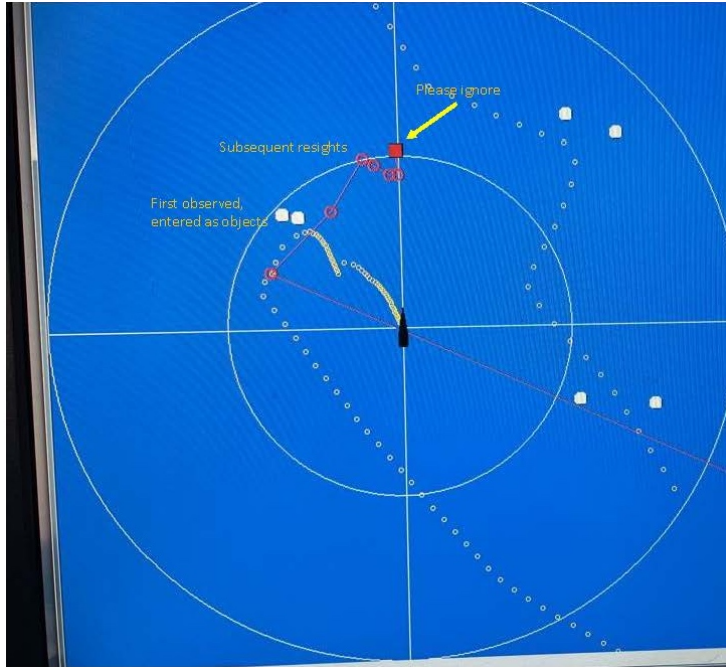 Please ignore
Subsequent resights
First observed,
entered as objects